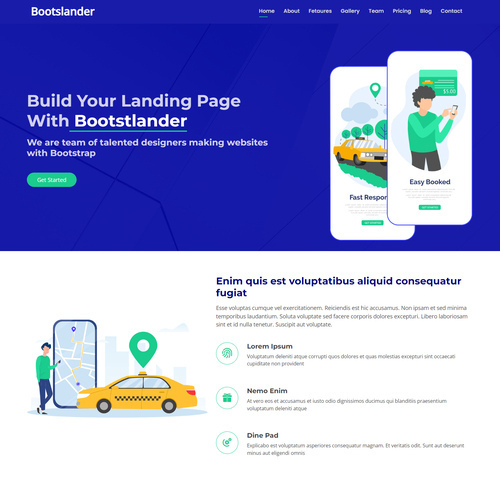 Bootslander
Home About Fetaures Gallery Team Pricing Blog Contact
Build Your Landing Page
With Bootstlander
We are team of talented designers making websites
with Bootstrap
Get Started
$5.00
Fast Respon
Easy Booked
Enim quis est voluptatibus aliquid consequatur
fugiat
Esse voluptas cumque vel exercitationem. Reiciendis est hic accusamus. Non ipsam et sed minima
temporibus laudantium. Soluta voluptate sed facere corporis dolores excepturi. Libero laboriosam
sint et id nulla tenetur. Suscipit aut voluptate.
Lorem Ipsum
Voluptatum deleniti atque corrupti quos dolores et quas molestias excepturi sint occaecati
cupiditate non provident
Nemo Enim
At vero eos et accusamus et iusto odio dignissimos ducimus qui blanditiis praesentium voluptatum
deleniti atque
Dine Pad
Explicabo est voluptatum asperiores consequatur magnam. Et veritatis odit. Sunt aut deserunt
minus aut eligendi omnis